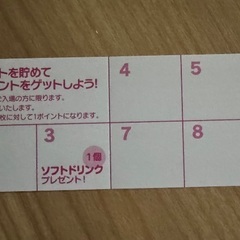 トを貯めて
ントをゲットしよう!
ご入場の方に限ります。
いたします。
枚に対して1ポイントになります。
4
5
3
1個
ソフトドリンク
プレゼント!
7
8